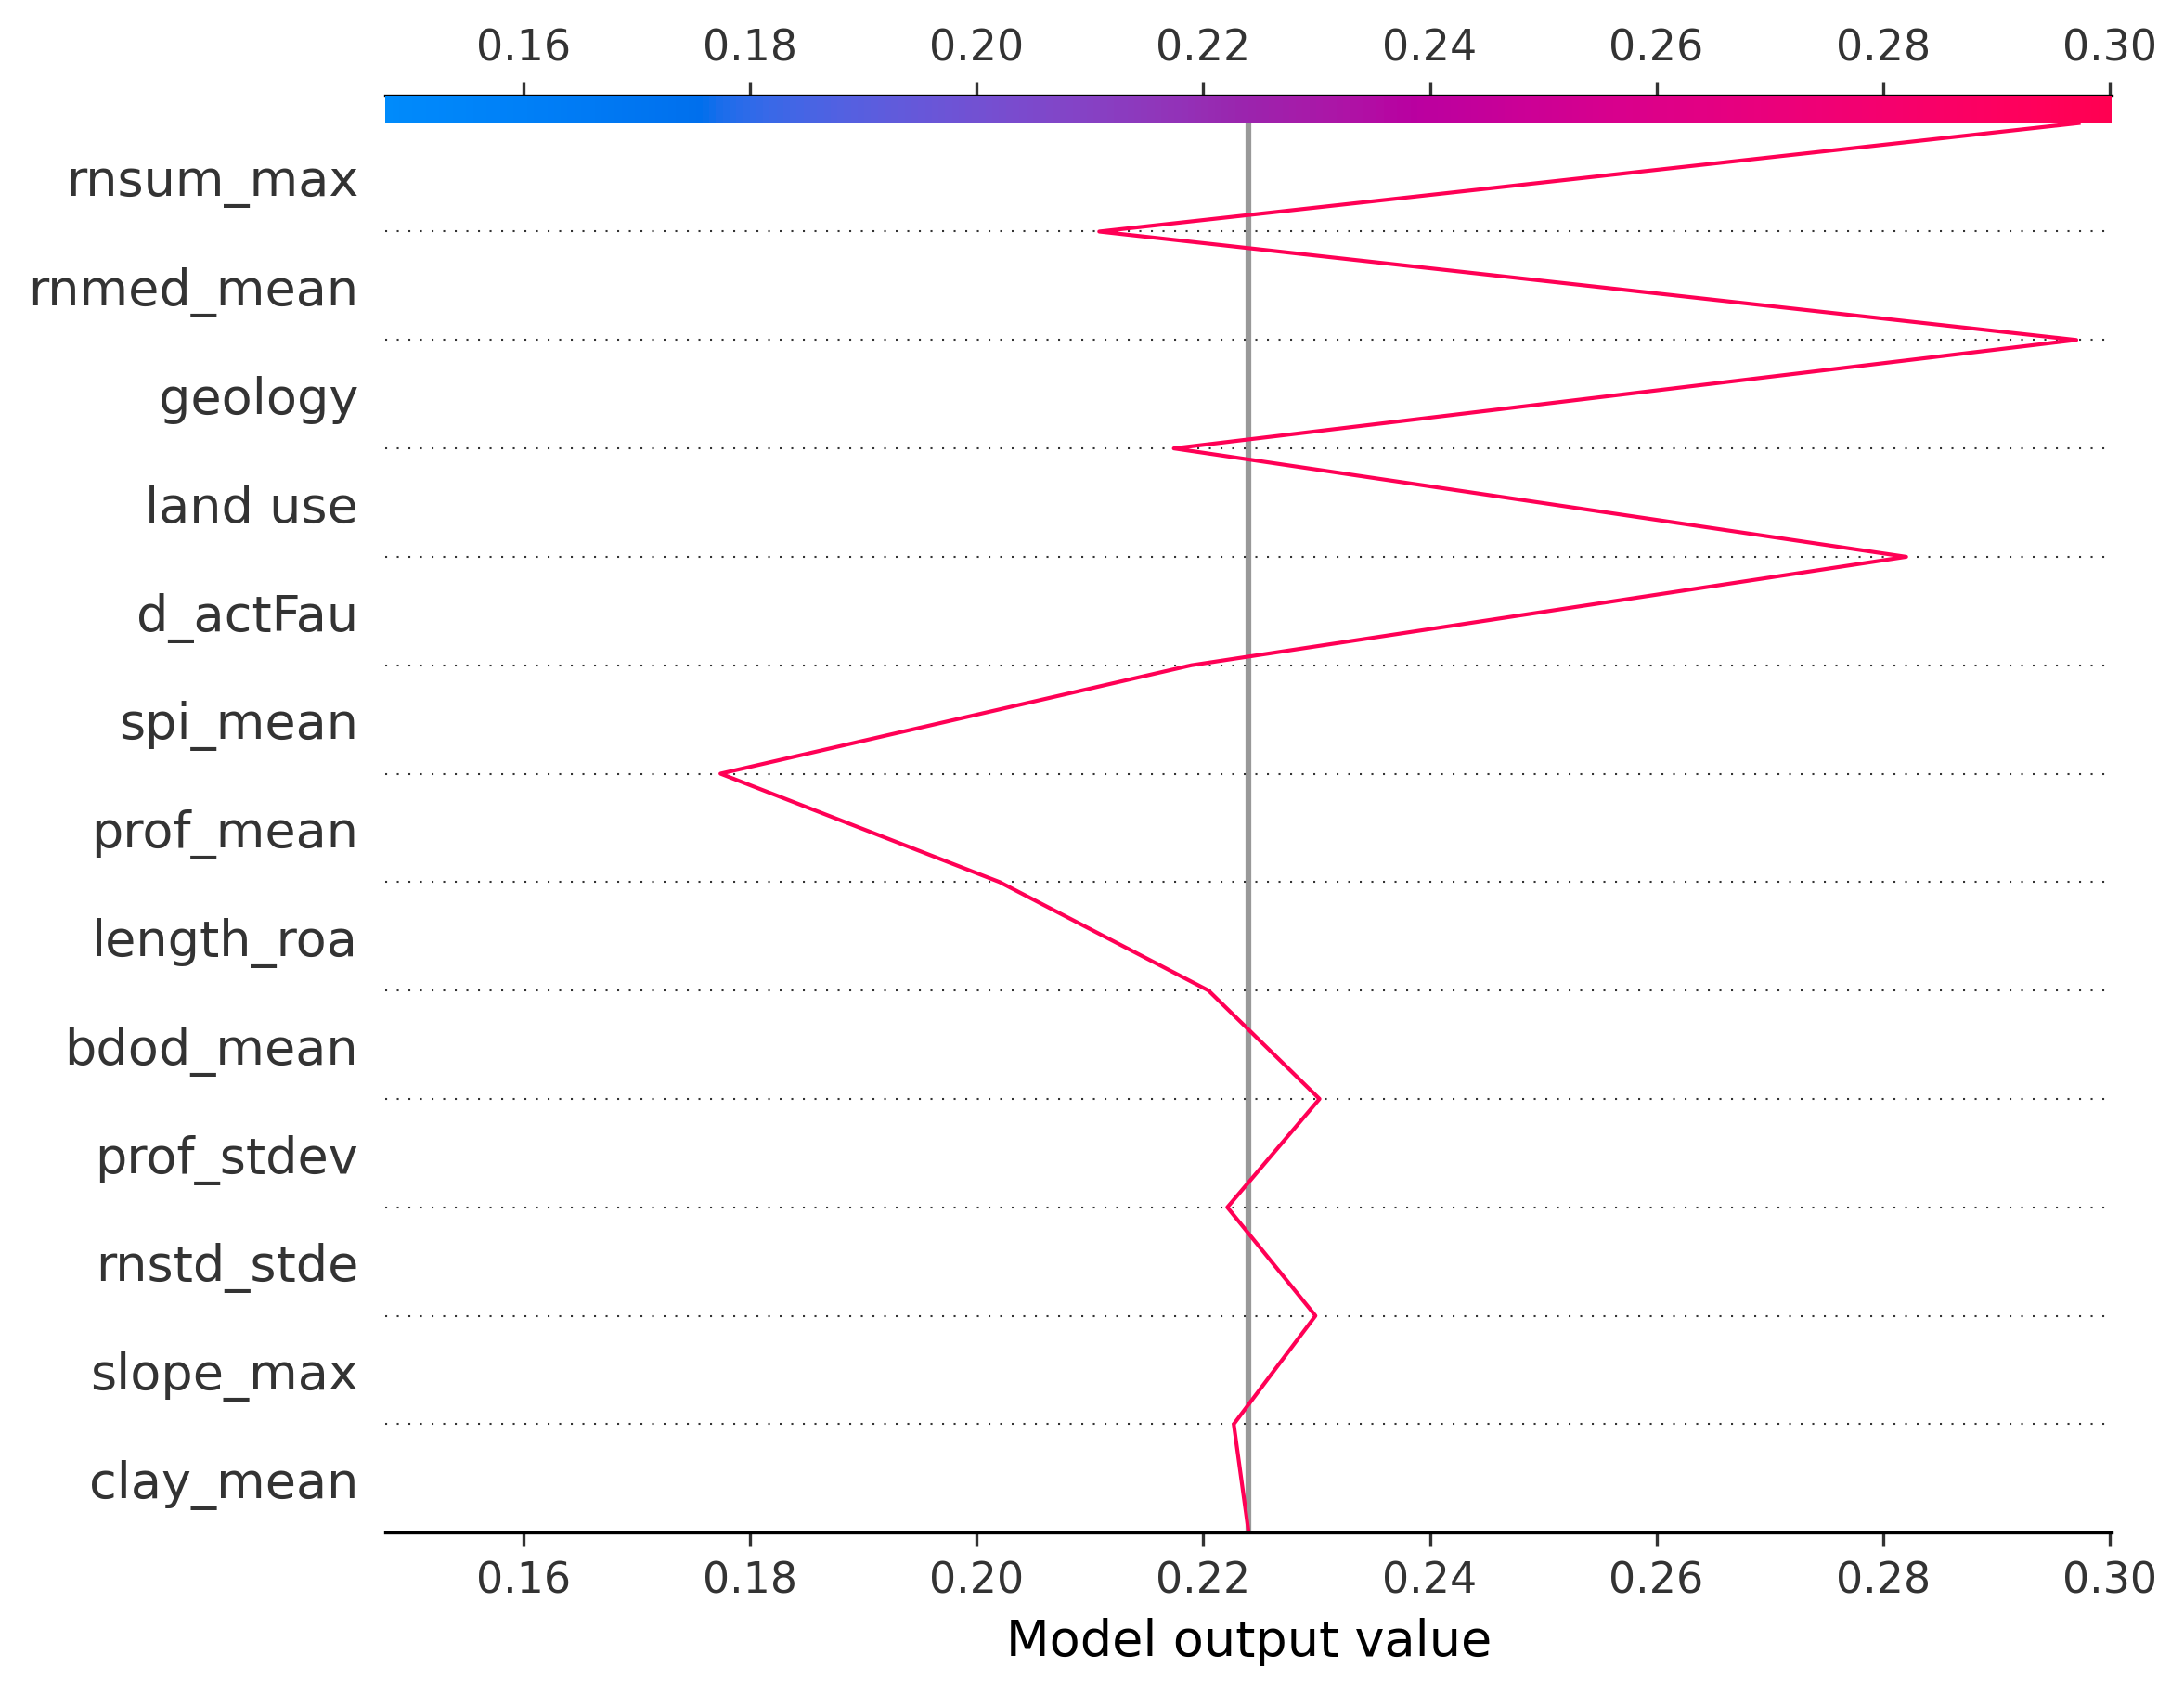 0.16 0.18 0.20 0.22 0.24 0.26 0.28 0.30
rnsum_max
rnmed_mean
geology
land use
d_actFau
spi_mean
prof_mean
length_roa
bdod_mean
prof_stdev
rnstd_stde
slope_max
clay_mean
0.16 0.18 0.20 0.22 0.24 0.26 0.28 0.30
Model output value